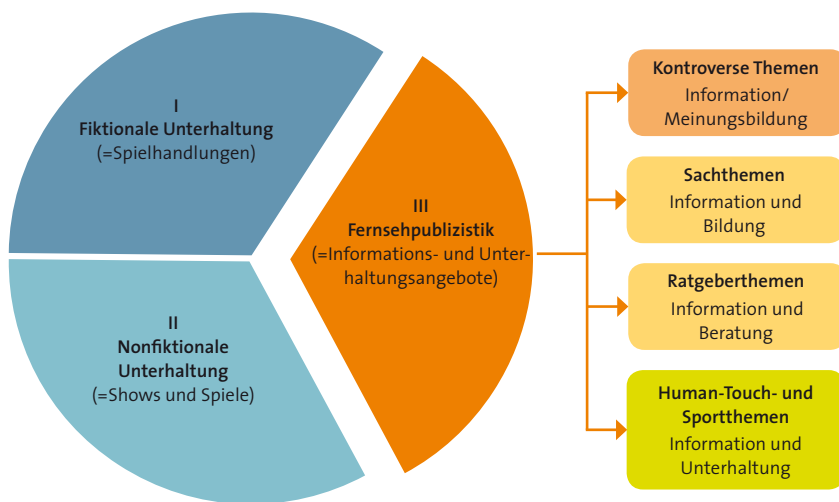 I
Fiktionale Unterhaltung
(=Spielhandlungen)
II
Nonfiktionale
Unterhaltung
(=Shows und Spiele)
III
Fernsehpublizistik
(=Informations- und Unter-
haltungsangebote)
Kontroverse Themen
Information/
Meinungsbildung
Sachthemen
Information und
Bildung
Ratgeberthemen
Information und
Beratung
Human-Touch- und
Sportthemen
Information und
Unterhaltung